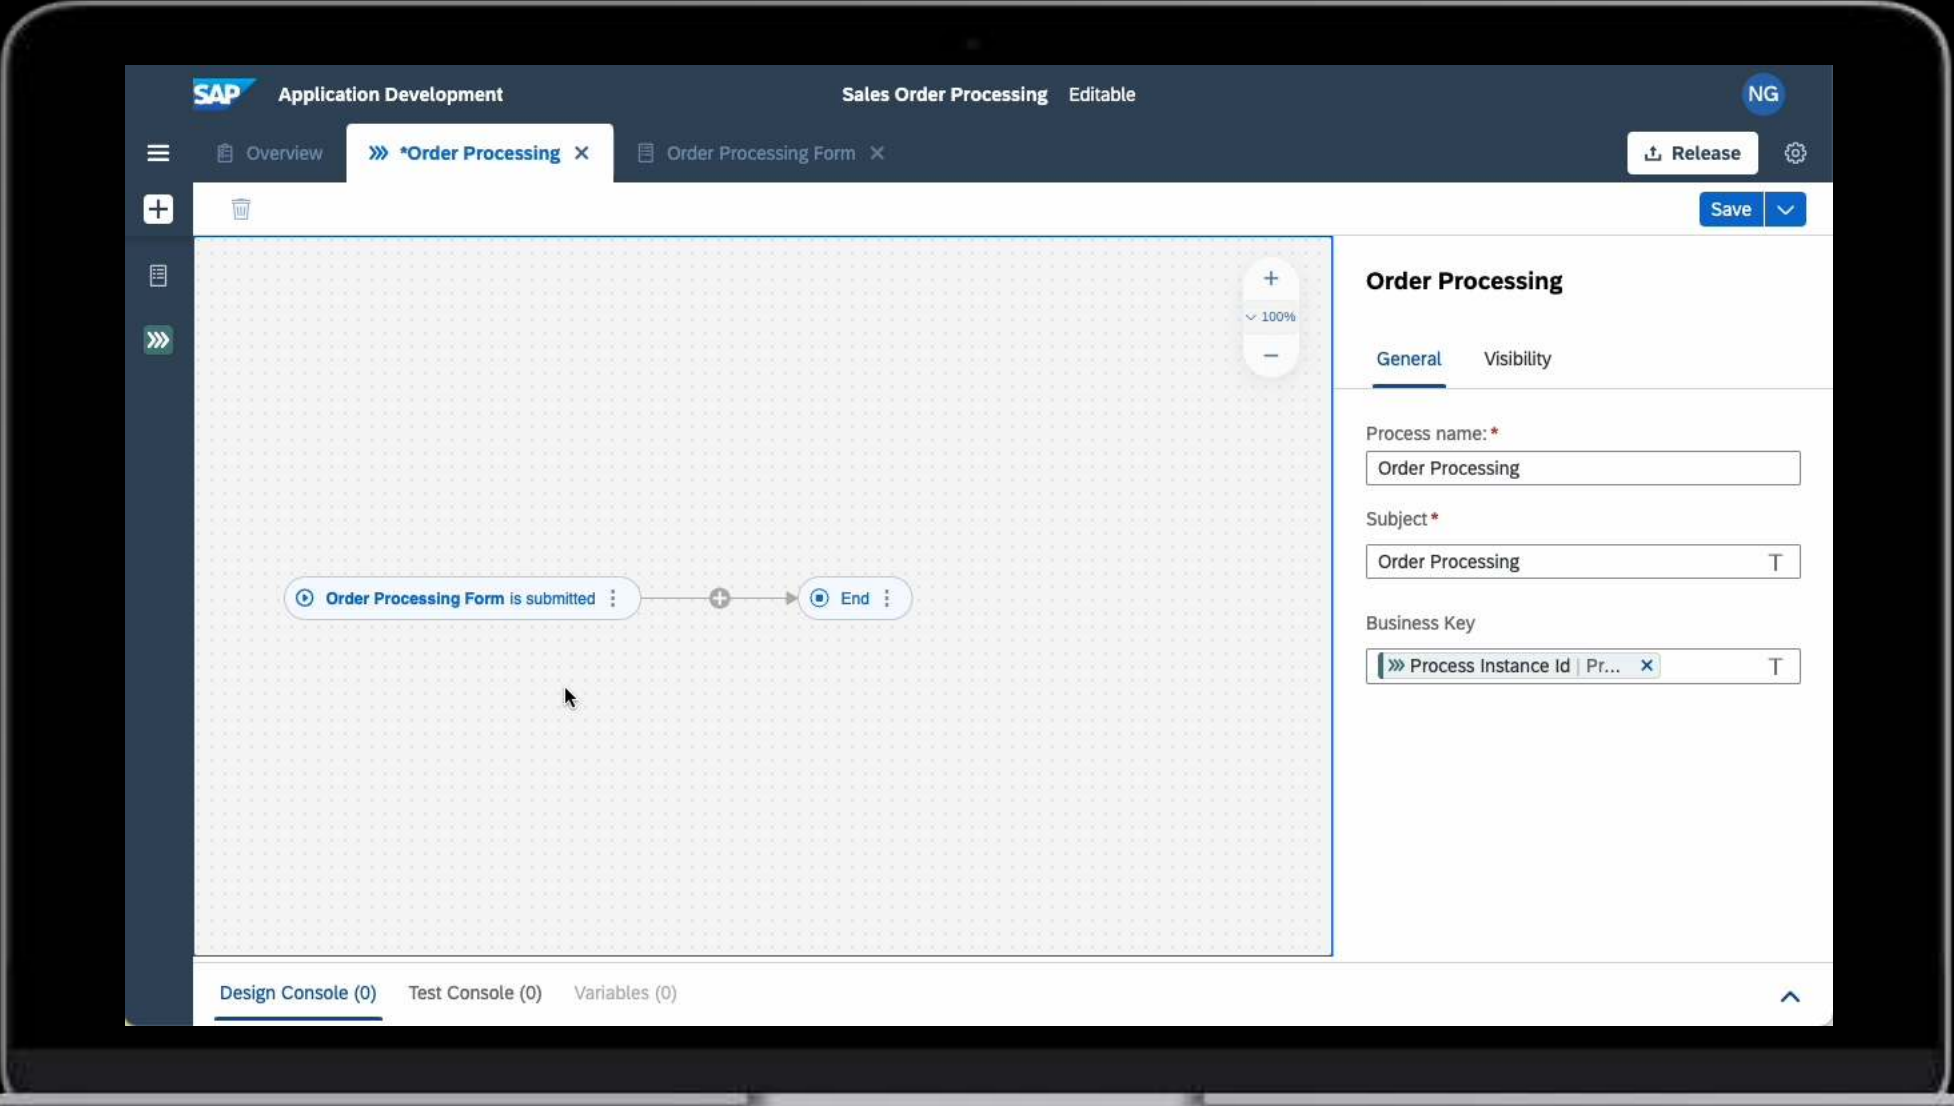 SAP Application Development Sales Order Processing Editable NG
Overview *Order Processing Order Processing Form Release
Save
100%
Order Processing Form is submitted End
Order Processing
General Visibility
Process name:*
Order Processing
Subject*
Order Processing T
Business Key
Process Instance Id | Pr... T
Design Console (0) Test Console (0) Variables (0)